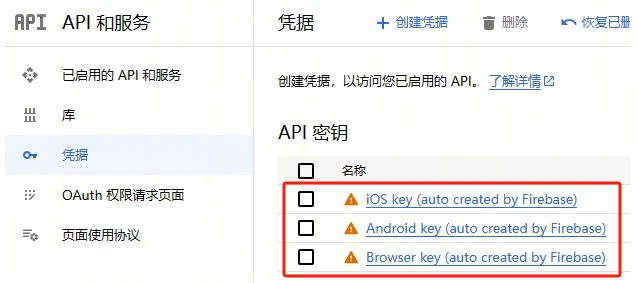 API API 和服务
已启用的 API 和服务
库
凭据
OAuth 权限请求页面
页面使用协议
凭据 + 创建凭据 删除 恢复已删
创建凭据，以访问您已启用的 API。 了解详情
API 密钥
名称
iOS key (auto created by Firebase)
Android key (auto created by Firebase)
Browser key (auto created by Firebase)